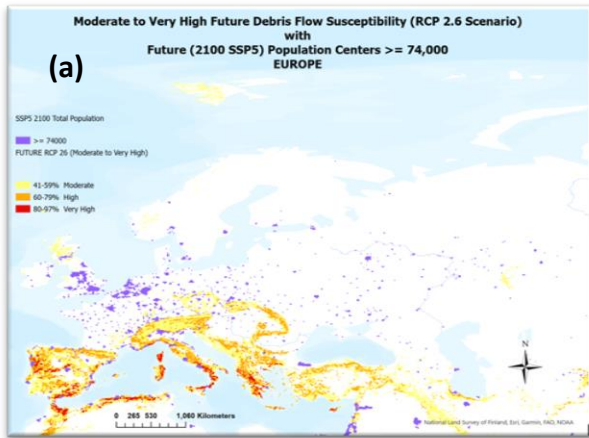 Moderate to Very High Future Debris Flow Susceptibility (RCP 2.6 Scenario)
with
Future (2100 SSP5) Population Centers >= 74,000
EUROPE
(a)
SSP5 2100 Total Population
>= 74000
FUTURE RCP 26 (Moderate to Very High)
41-59% Moderate
60-79% High
80-97% Very High
N
0 265 530 1,060 Kilometers
National Land Survey of Finland, Esri, Garmin, FAO, NOAA